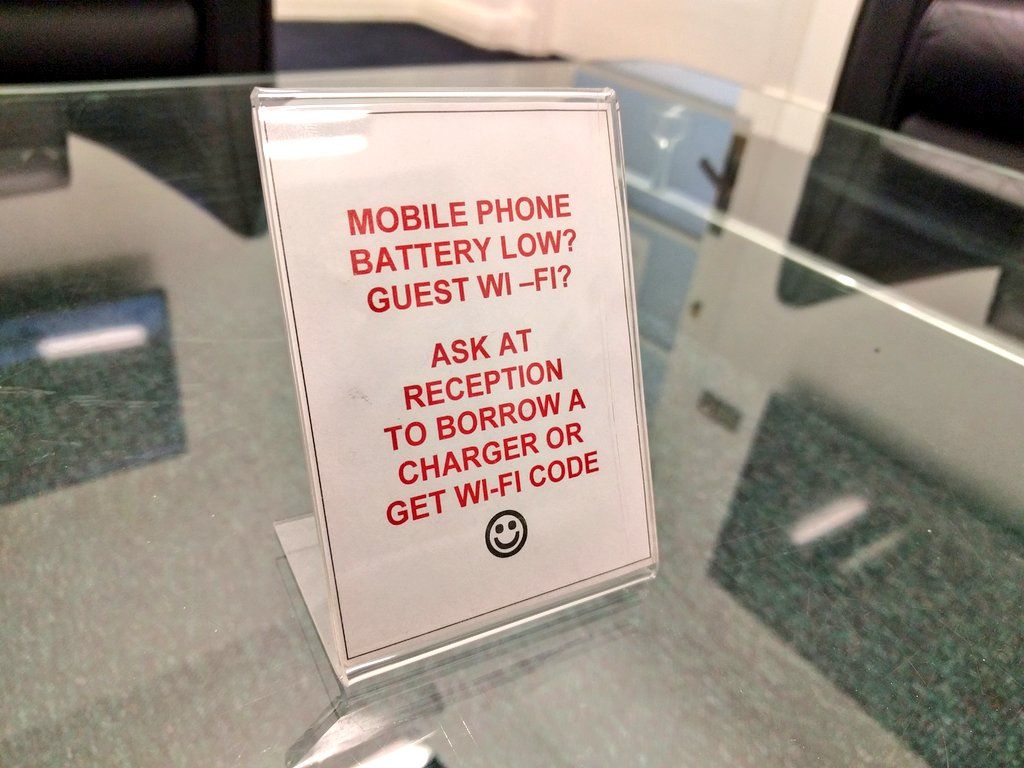 MOBILE PHONE
BATTERY LOW?
GUEST WI –FI?
ASK AT
RECEPTION
TO BORROW A
CHARGER OR
GET WI-FI CODE